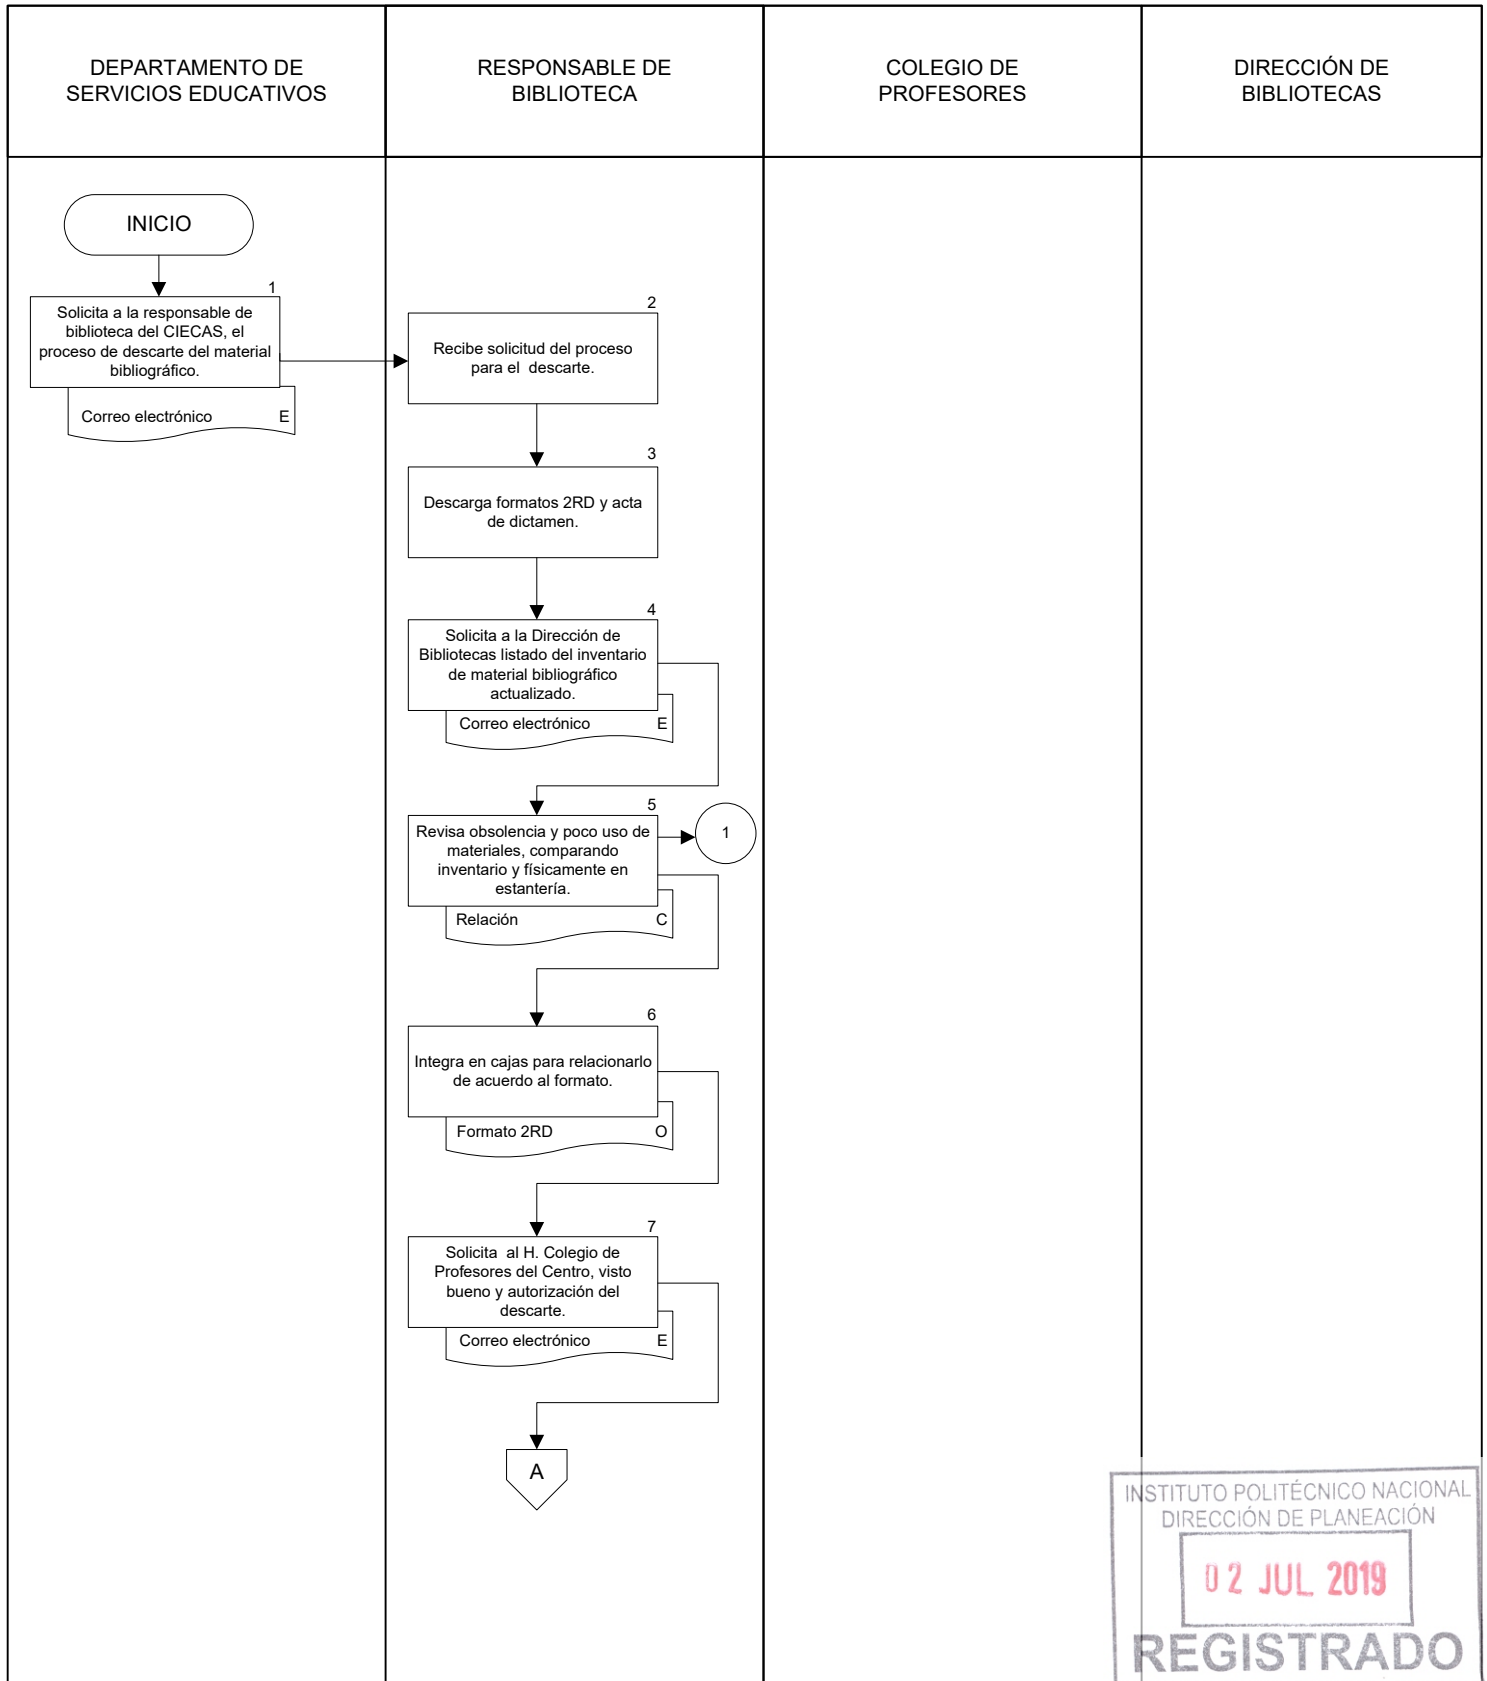 DEPARTAMENTO DE
SERVICIOS EDUCATIVOS
RESPONSABLE DE
BIBLIOTECA
COLEGIO DE
PROFESORES
DIRECCIÓN DE
BIBLIOTECAS
INICIO
1
Solicita a la responsable de
biblioteca del CIECAS, el
proceso de descarte del material
bibliográfico.
Correo electrónico E
2
Recibe solicitud del proceso
para el descarte.
3
Descarga formatos 2RD y acta
de dictamen.
4
Solicita a la Dirección de
Bibliotecas listado del inventario
de material bibliográfico
actualizado.
Correo electrónico E
5
Revisa obsolencia y poco uso de
materiales, comparando
inventario y físicamente en
estantería.
1
Relación C
6
Integra en cajas para relacionarlo
de acuerdo al formato.
Formato 2RD O
7
Solicita al H. Colegio de
Profesores del Centro, visto
bueno y autorización del
descarte.
Correo electrónico E
A
INSTITUTO POLITÉCNICO NACIONAL
DIRECCIÓN DE PLANEACIÓN
02 JUL 2019
REGISTRADO